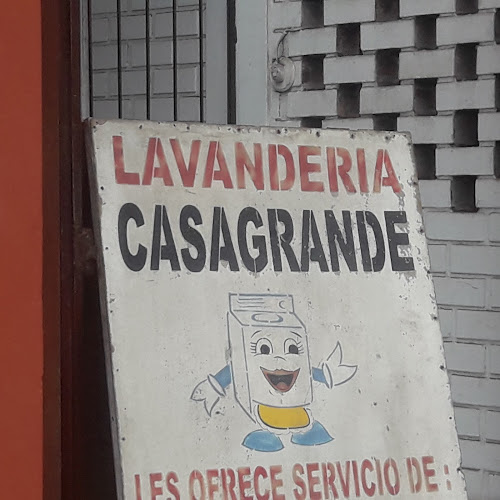 LAVANDERIA
CASAGRANDE
LES OFRECE SERVICIO DE :